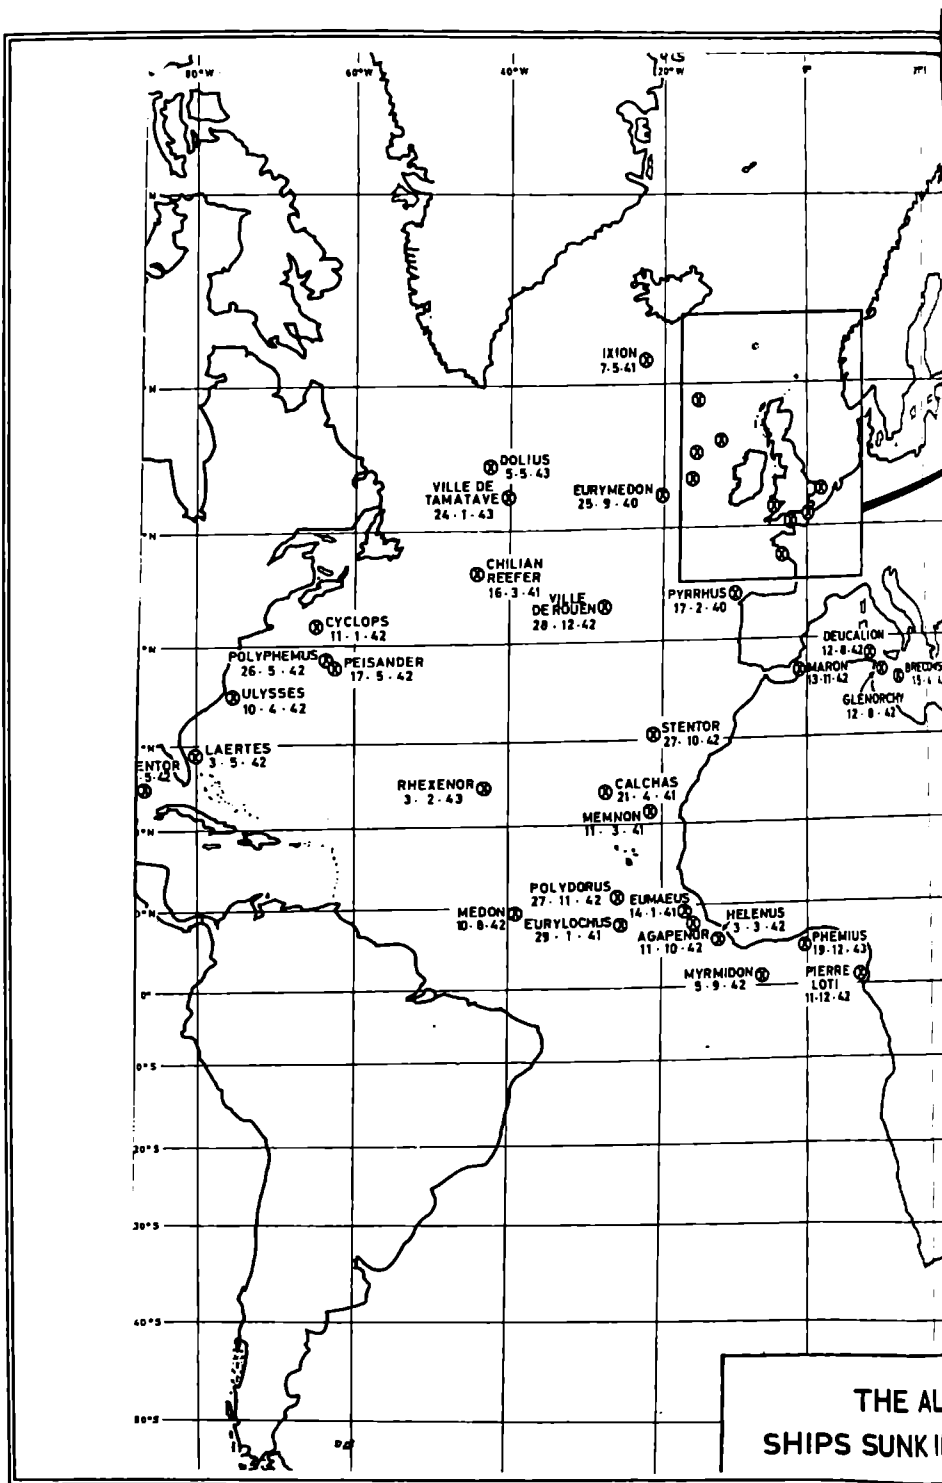 80°W
60°W
40°W
20°W
0°
IXION
7·5·41
DOLIUS
5·5·43
VILLE DE
TAMATAVE
24·1·43
EURYMEDON
25·9·40
CHILIAN
REEFER
16·3·41
VILLE
DE ROUEN
28·12·42
PYRRHUS
17·2·40
CYCLOPS
11·1·42
POLYPHEMUS
26·5·42
PEISANDER
17·5·42
DEUCALION
12·8·42
MARON
13·11·42
GLENORCHY
12·8·42
ULYSSES
10·4·42
STENTOR
27·10·42
LAERTES
3·5·42
ENTOR
·5·42
RHEXENOR
3·2·43
CALCHAS
21·4·41
MEMNON
11·3·41
POLYDORUS
27·11·42
EUMAEUS
14·1·41
MEDON
10·8·42
EURYLOCHUS
29·1·41
HELENUS
3·3·42
AGAPENOR
11·10·42
PHEMIUS
19·12·43
MYRMIDON
5·9·42
PIERRE
LOTI
11·12·42
0°
0°S
20°S
30°S
40°S
50°S
THE AL
SHIPS SUNK I